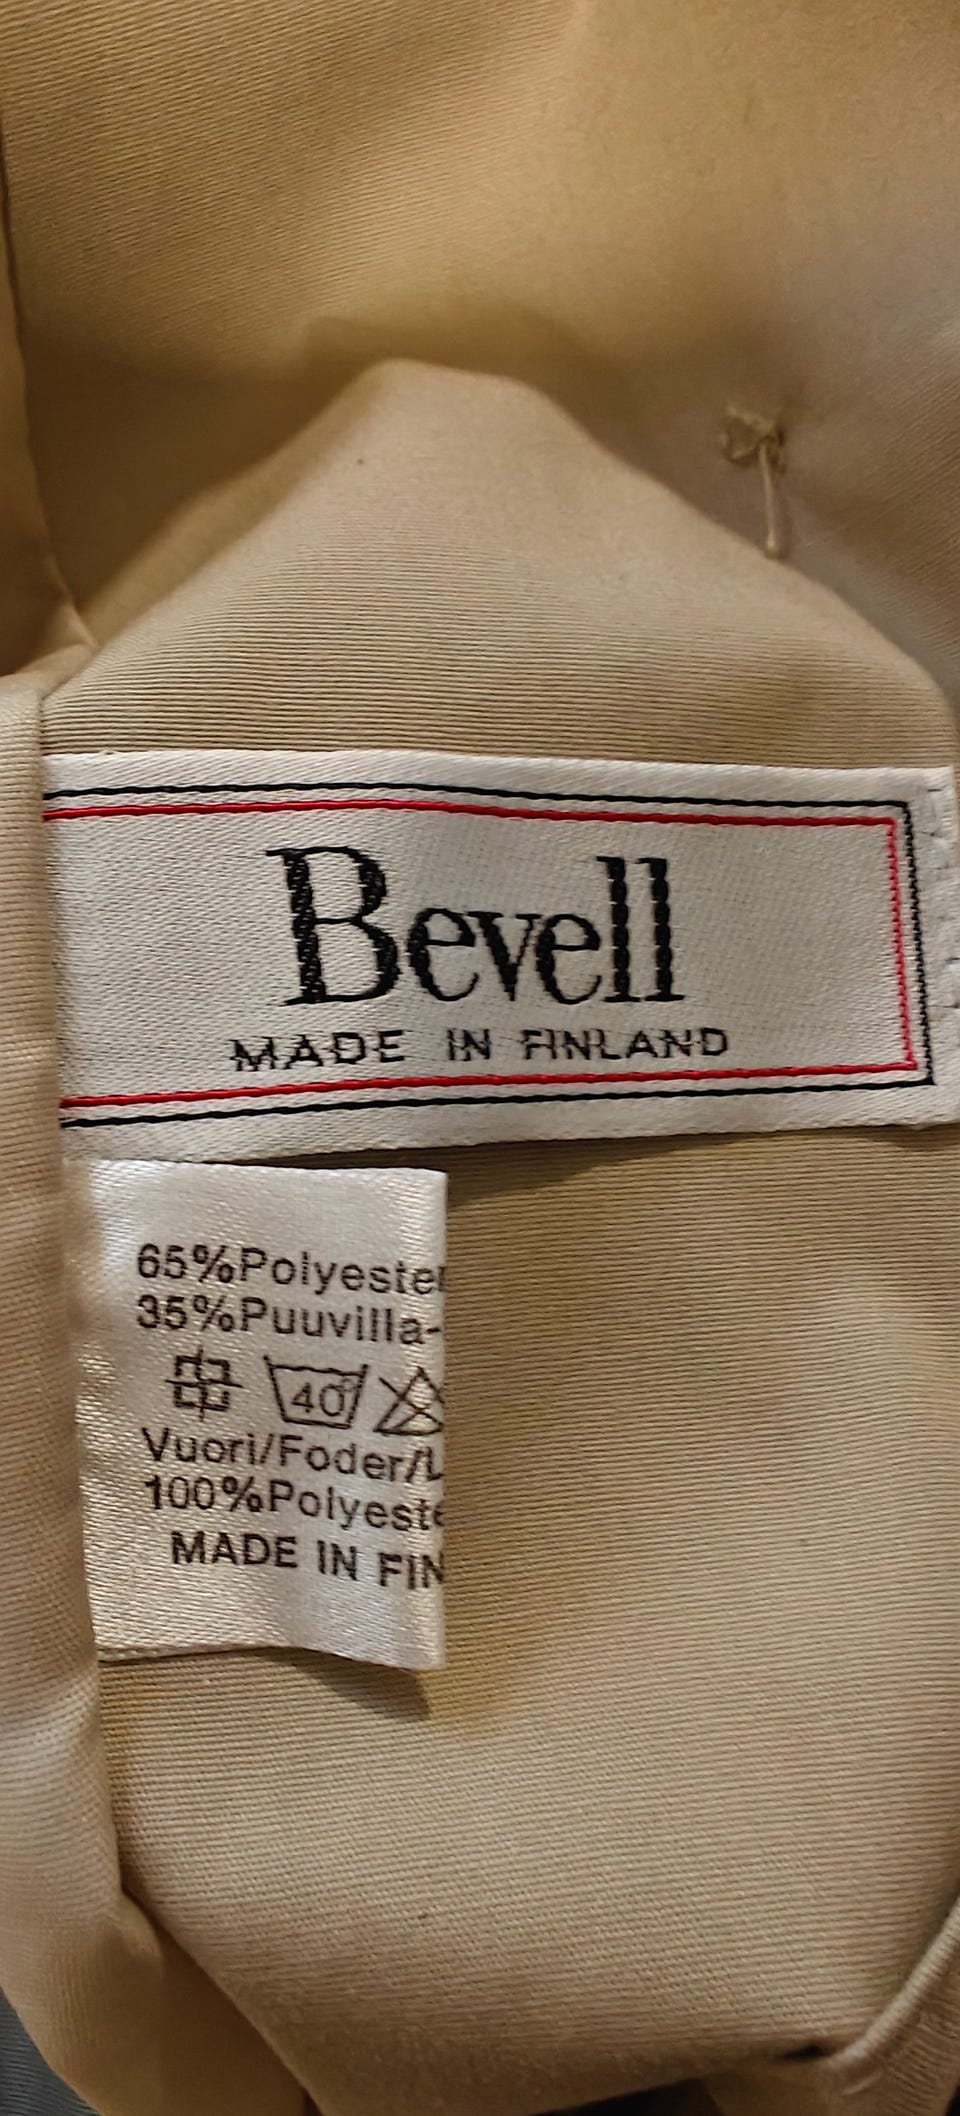 Bevell
MADE IN FINLAND
65%Polyester
35%Puuvilla-
40°
Vuori/Foder/L
100%Polyeste
MADE IN FIN